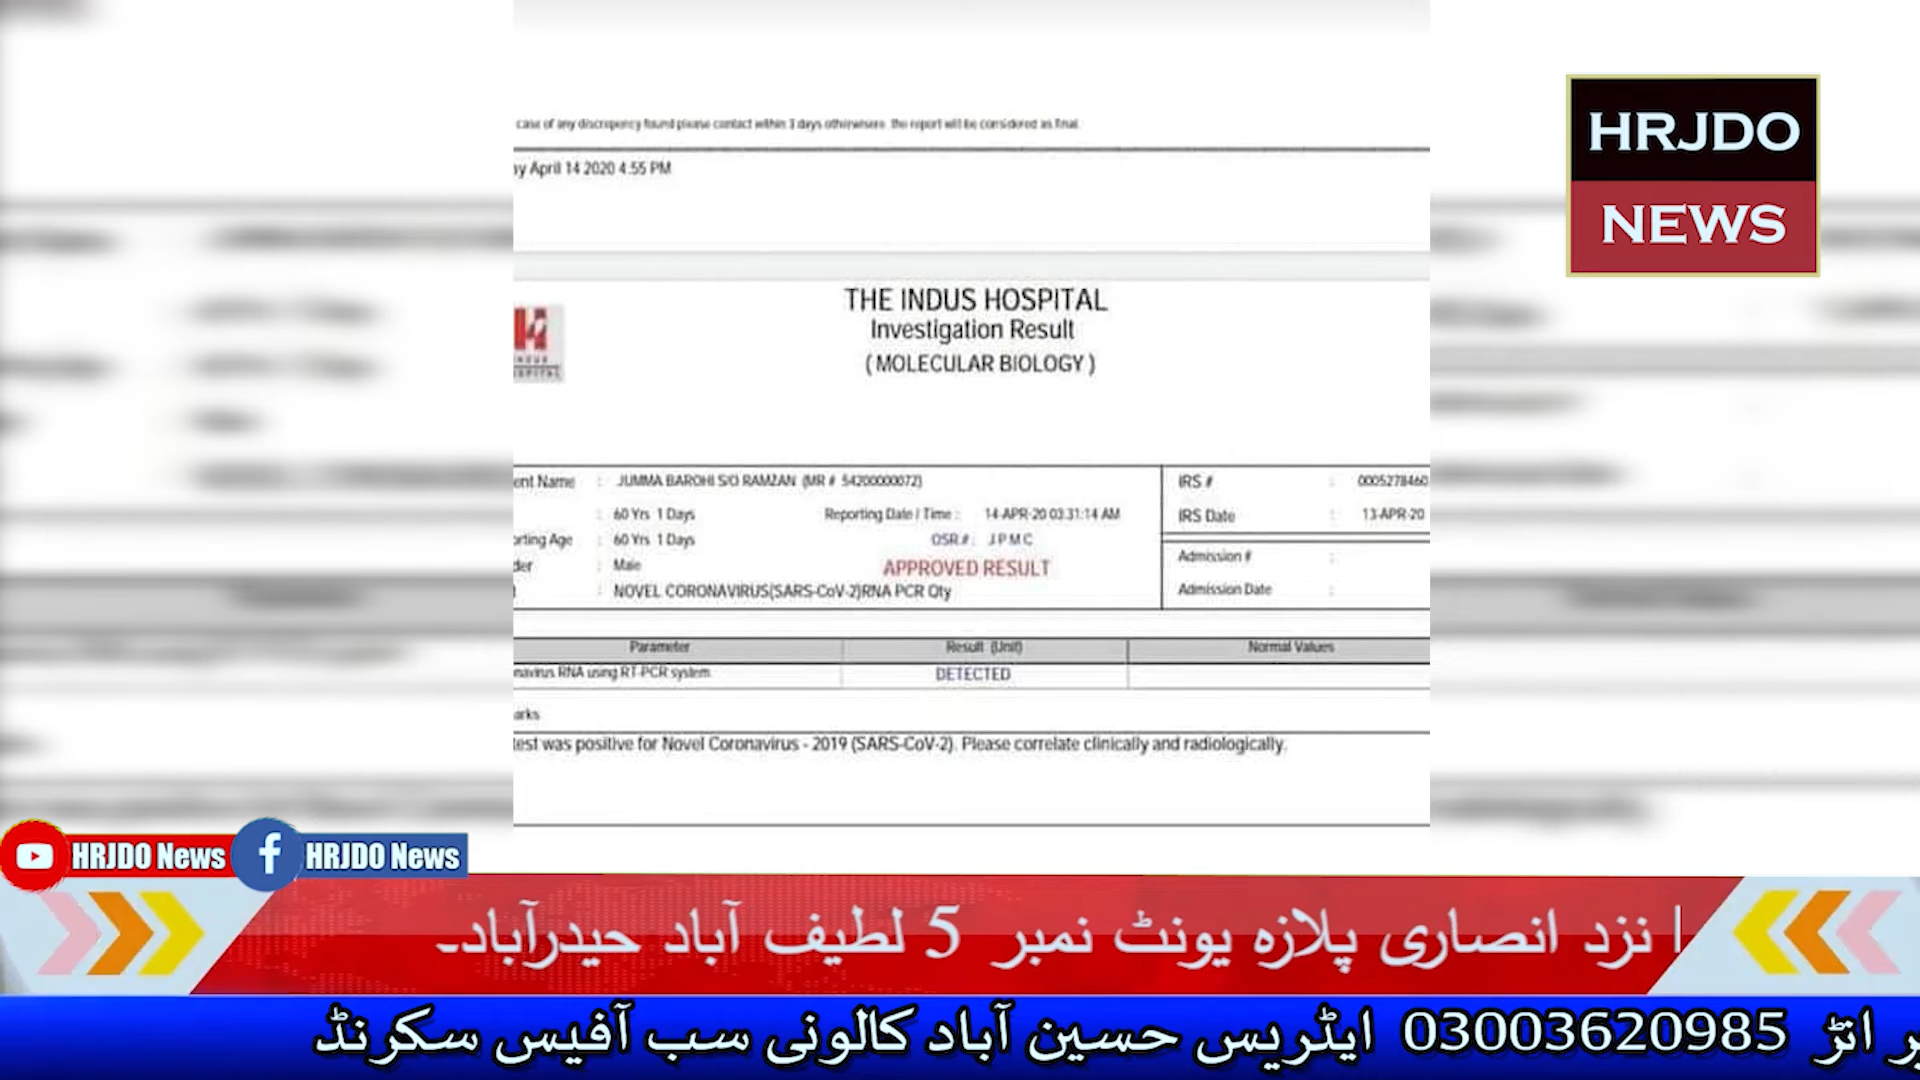 case of any discrepency found please contact within 3 days otherwere the report will be considered as final.
April 14 2020 4:55 PM
HRJDO
NEWS
THE INDUS HOSPITAL
Investigation Result
( MOLECULAR BIOLOGY )
Name : JUMMA BAROHI S/O RAMZAN (MR # 54200000072)
: 60 Yrs 1 Days Reporting Date / Time : 14-APR-20 03:31:14 AM
Age : 60 Yrs 1 Days OSR # : J P M C
: Male APPROVED RESULT
: NOVEL CORONAVIRUS(SARS-CoV-2)RNA PCR Qty
IRS # : 0005278460
IRS Date : 13-APR-20
Admission # :
Admission Date :
Parameter Result (Unit) Normal Values
RNA using RT-PCR system DETECTED
test was positive for Novel Coronavirus - 2019 (SARS-CoV-2). Please correlate clinically and radiologically.
HRJDO News HRJDO News
نزد انصاری پلازہ یونٹ نمبر 5 لطیف آباد حیدرآباد۔
انڑ 03003620985 ایٹریس حسین آباد کالونی سب آفیس سکرنڈ